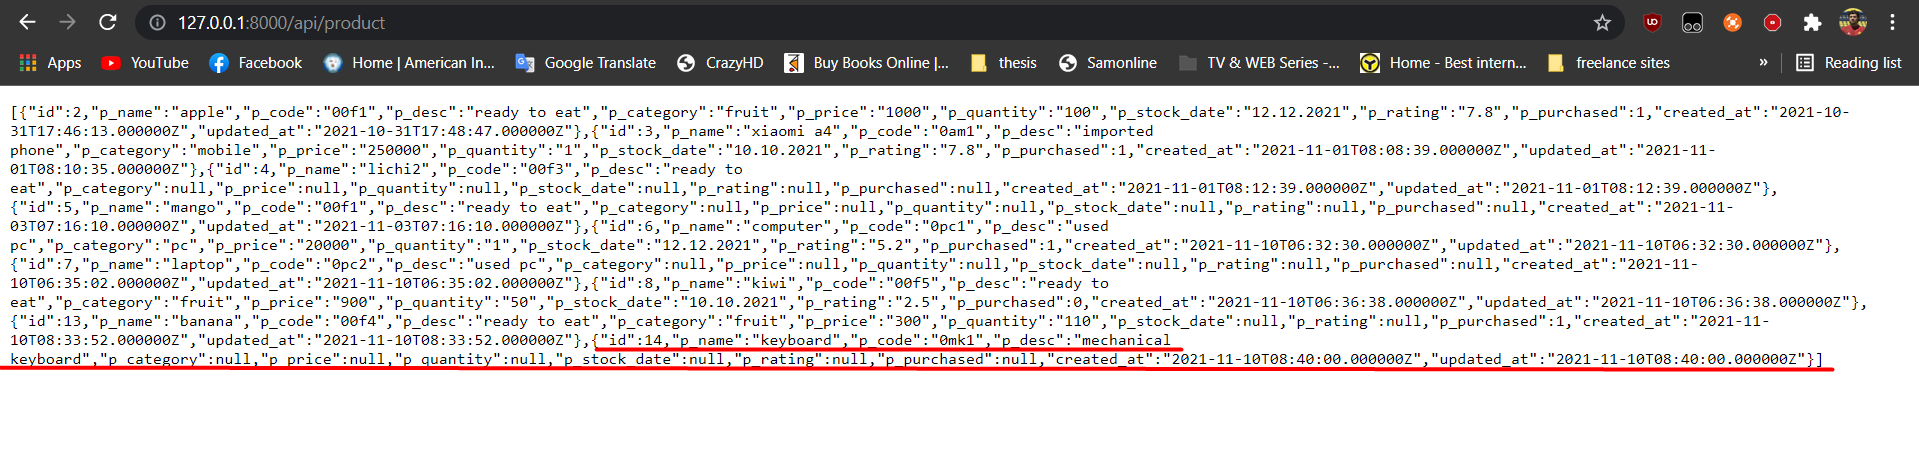 127.0.0.1:8000/api/product
Apps YouTube Facebook Home | American In... Google Translate CrazyHD Buy Books Online |... thesis Samonline TV & WEB Series -... Home - Best intern... freelance sites » Reading list
[{"id":2,"p_name":"apple","p_code":"00f1","p_desc":"ready to eat","p_category":"fruit","p_price":"1000","p_quantity":"100","p_stock_date":"12.12.2021","p_rating":"7.8","p_purchased":1,"created_at":"2021-10-
31T17:46:13.000000Z","updated_at":"2021-10-31T17:48:47.000000Z"},{"id":3,"p_name":"xiaomi a4","p_code":"0am1","p_desc":"imported
phone","p_category":"mobile","p_price":"250000","p_quantity":"1","p_stock_date":"10.10.2021","p_rating":"7.8","p_purchased":1,"created_at":"2021-11-01T08:08:39.000000Z","updated_at":"2021-11-
01T08:10:35.000000Z"},{"id":4,"p_name":"lichi2","p_code":"00f3","p_desc":"ready to
eat","p_category":null,"p_price":null,"p_quantity":null,"p_stock_date":null,"p_rating":null,"p_purchased":null,"created_at":"2021-11-01T08:12:39.000000Z","updated_at":"2021-11-01T08:12:39.000000Z"},
{"id":5,"p_name":"mango","p_code":"00f1","p_desc":"ready to eat","p_category":null,"p_price":null,"p_quantity":null,"p_stock_date":null,"p_rating":null,"p_purchased":null,"created_at":"2021-11-
03T07:16:10.000000Z","updated_at":"2021-11-03T07:16:10.000000Z"},{"id":6,"p_name":"computer","p_code":"0pc1","p_desc":"used
pc","p_category":"pc","p_price":"20000","p_quantity":"1","p_stock_date":"12.12.2021","p_rating":"5.2","p_purchased":1,"created_at":"2021-11-10T06:32:30.000000Z","updated_at":"2021-11-10T06:32:30.000000Z"},
{"id":7,"p_name":"laptop","p_code":"0pc2","p_desc":"used pc","p_category":null,"p_price":null,"p_quantity":null,"p_stock_date":null,"p_rating":null,"p_purchased":null,"created_at":"2021-11-
10T06:35:02.000000Z","updated_at":"2021-11-10T06:35:02.000000Z"},{"id":8,"p_name":"kiwi","p_code":"00f5","p_desc":"ready to
eat","p_category":"fruit","p_price":"900","p_quantity":"50","p_stock_date":"10.10.2021","p_rating":"2.5","p_purchased":0,"created_at":"2021-11-10T06:36:38.000000Z","updated_at":"2021-11-10T06:36:38.000000Z"},
{"id":13,"p_name":"banana","p_code":"00f4","p_desc":"ready to eat","p_category":"fruit","p_price":"300","p_quantity":"110","p_stock_date":null,"p_rating":null,"p_purchased":1,"created_at":"2021-11-
10T08:33:52.000000Z","updated_at":"2021-11-10T08:33:52.000000Z"},{"id":14,"p_name":"keyboard","p_code":"0mk1","p_desc":"mechanical
keyboard","p_category":null,"p_price":null,"p_quantity":null,"p_stock_date":null,"p_rating":null,"p_purchased":null,"created_at":"2021-11-10T08:40:00.000000Z","updated_at":"2021-11-10T08:40:00.000000Z"}]